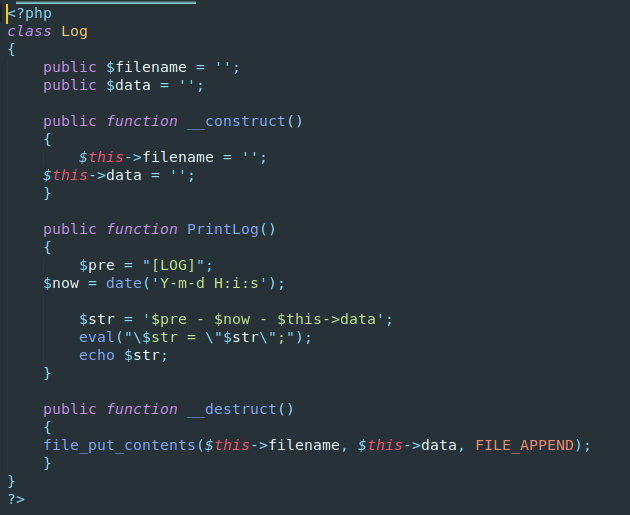 <?php
class Log
{
    public $filename = '';
    public $data = '';

    public function __construct()
    {
        $this->filename = '';
    $this->data = '';
    }

    public function PrintLog()
    {
        $pre = "[LOG]";
    $now = date('Y-m-d H:i:s');

        $str = '$pre - $now - $this->data';
        eval("\$str = \"$str\";");
        echo $str;
    }

    public function __destruct()
    {
    file_put_contents($this->filename, $this->data, FILE_APPEND);
    }
}
?>